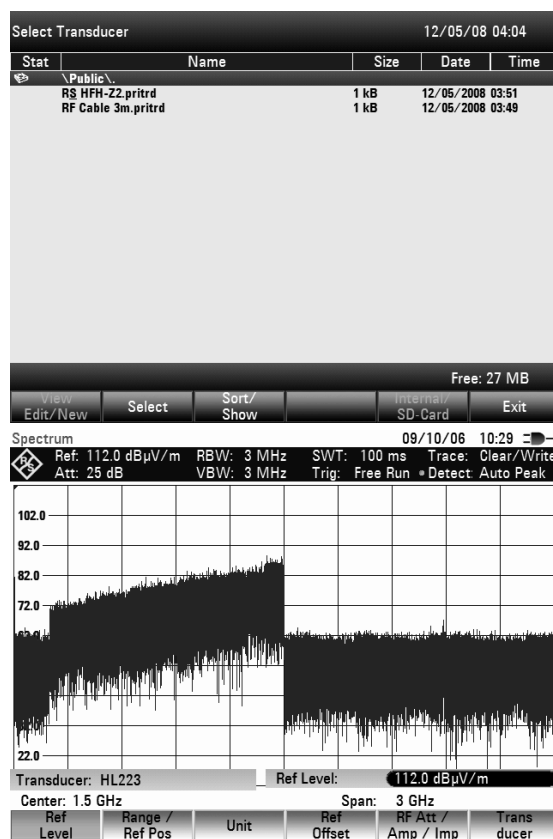 Select Transducer 12/05/08 04:04
Stat Name Size Date Time
\Public\.
RS HFH-Z2.pritrd 1 kB 12/05/2008 03:51
RF Cable 3m.pritrd 1 kB 12/05/2008 03:49
Free: 27 MB
View Edit/New Select Sort/ Show Internal/ SD-Card Exit
Spectrum 09/10/06 10:29
Ref: 112.0 dBµV/m RBW: 3 MHz SWT: 100 ms Trace: Clear/Write
Att: 25 dB VBW: 3 MHz Trig: Free Run Detect: Auto Peak
102.0
92.0
82.0
72.0
22.0
Transducer: HL223 Ref Level: 112.0 dBµV/m
Center: 1.5 GHz Span: 3 GHz
Ref Level Range / Ref Pos Unit Ref Offset RF Att / Amp / Imp Trans ducer